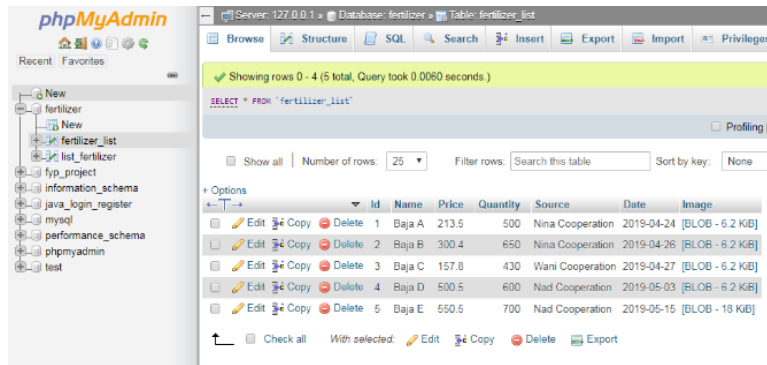 phpMyAdmin
Recent Favorites
New
fertilizer
New
fertilizer_list
list_fertilizer
fyp_project
information_schema
java_login_register
mysql
performance_schema
phpmyadmin
test
Server: 127.0.0.1 » Database: fertilizer » Table: fertilizer_list
Browse Structure SQL Search Insert Export Import Privileges
Showing rows 0 - 4 (5 total, Query took 0.0060 seconds.)
SELECT * FROM `fertilizer_list`
Profiling
Show all | Number of rows: 25 Filter rows: Search this table Sort by key: None
+ Options
Id Name Price Quantity Source Date Image
Edit Copy Delete 1 Baja A 213.5 500 Nina Cooperation 2019-04-24 [BLOB - 6.2 KiB]
Edit Copy Delete 2 Baja B 300.4 650 Nina Cooperation 2019-04-26 [BLOB - 6.2 KiB]
Edit Copy Delete 3 Baja C 157.8 430 Wani Cooperation 2019-04-27 [BLOB - 6.2 KiB]
Edit Copy Delete 4 Baja D 500.5 600 Nad Cooperation 2019-05-03 [BLOB - 6.2 KiB]
Edit Copy Delete 5 Baja E 550.5 700 Nad Cooperation 2019-05-15 [BLOB - 18 KiB]
Check all With selected: Edit Copy Delete Export